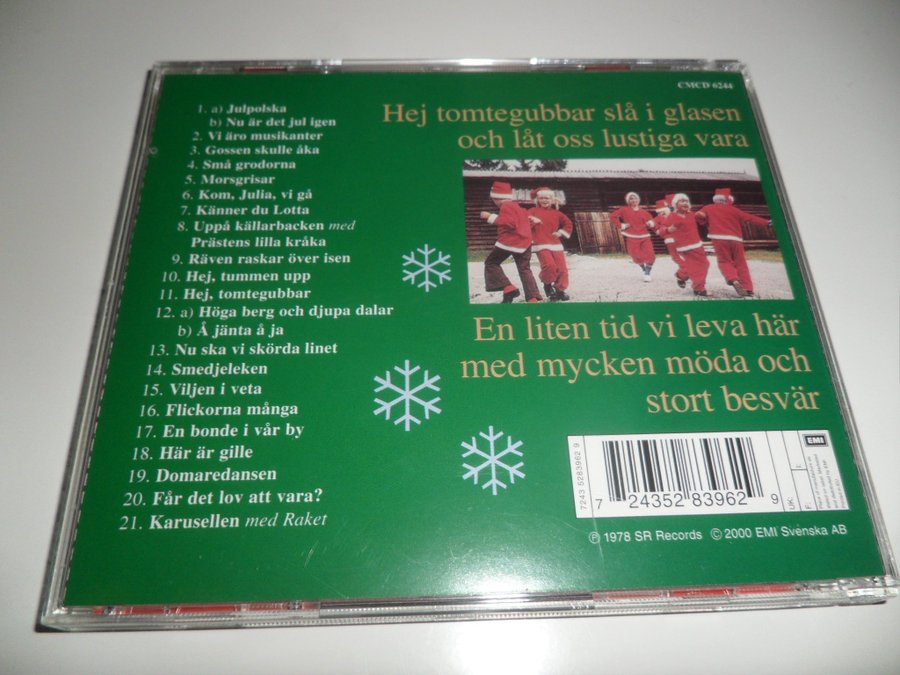 CMCD 6244
1. a) Julpolska
b) Nu är det jul igen
2. Vi äro musikanter
3. Gossen skulle åka
4. Små grodorna
5. Morsgrisar
6. Kom, Julia, vi gå
7. Känner du Lotta
8. Uppå källarbacken med
Prästens lilla kråka
9. Räven raskar över isen
10. Hej, tummen upp
11. Hej, tomtegubbar
12. a) Höga berg och djupa dalar
b) Å jänta å ja
13. Nu ska vi skörda linet
14. Smedjeleken
15. Viljen i veta
16. Flickorna många
17. En bonde i vår by
18. Här är gille
19. Domaredansen
20. Får det lov att vara?
21. Karusellen med Raket
Hej tomtegubbar slå i glasen
och låt oss lustiga vara
En liten tid vi leva här
med mycken möda och
stort besvär
7243 5283962 9
7 24352 83962 9
UK:
F:
I:
EMI
℗ 1978 SR Records © 2000 EMI Svenska AB